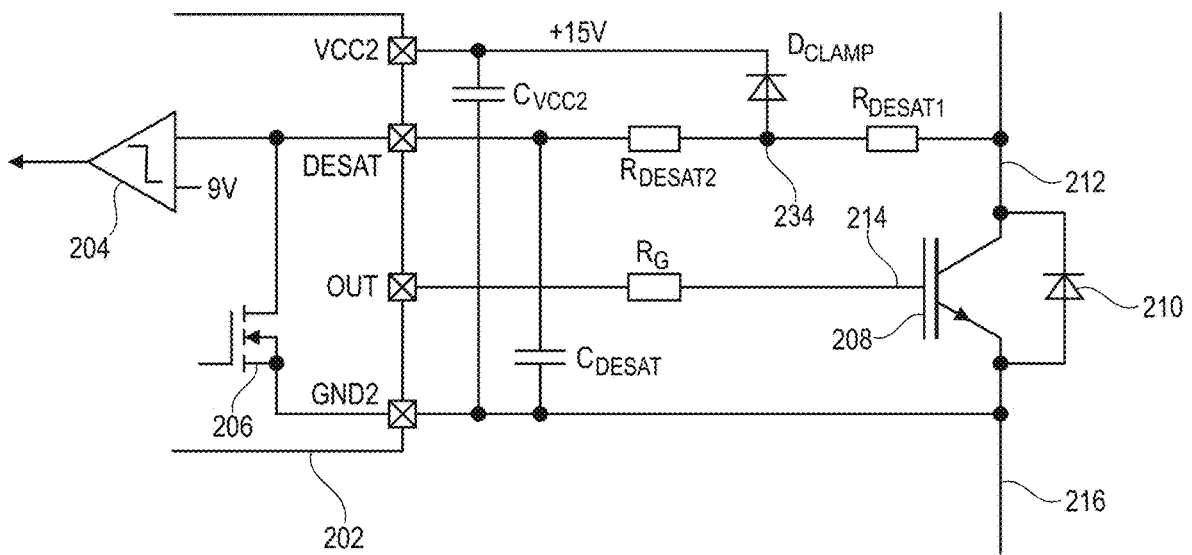 VCC2
+15V
DCLAMP
CVCC2
RDESAT1
DESAT
RDESAT2
9V
234
212
204
214
RG
OUT
208
210
CDESAT
GND2
206
216
202